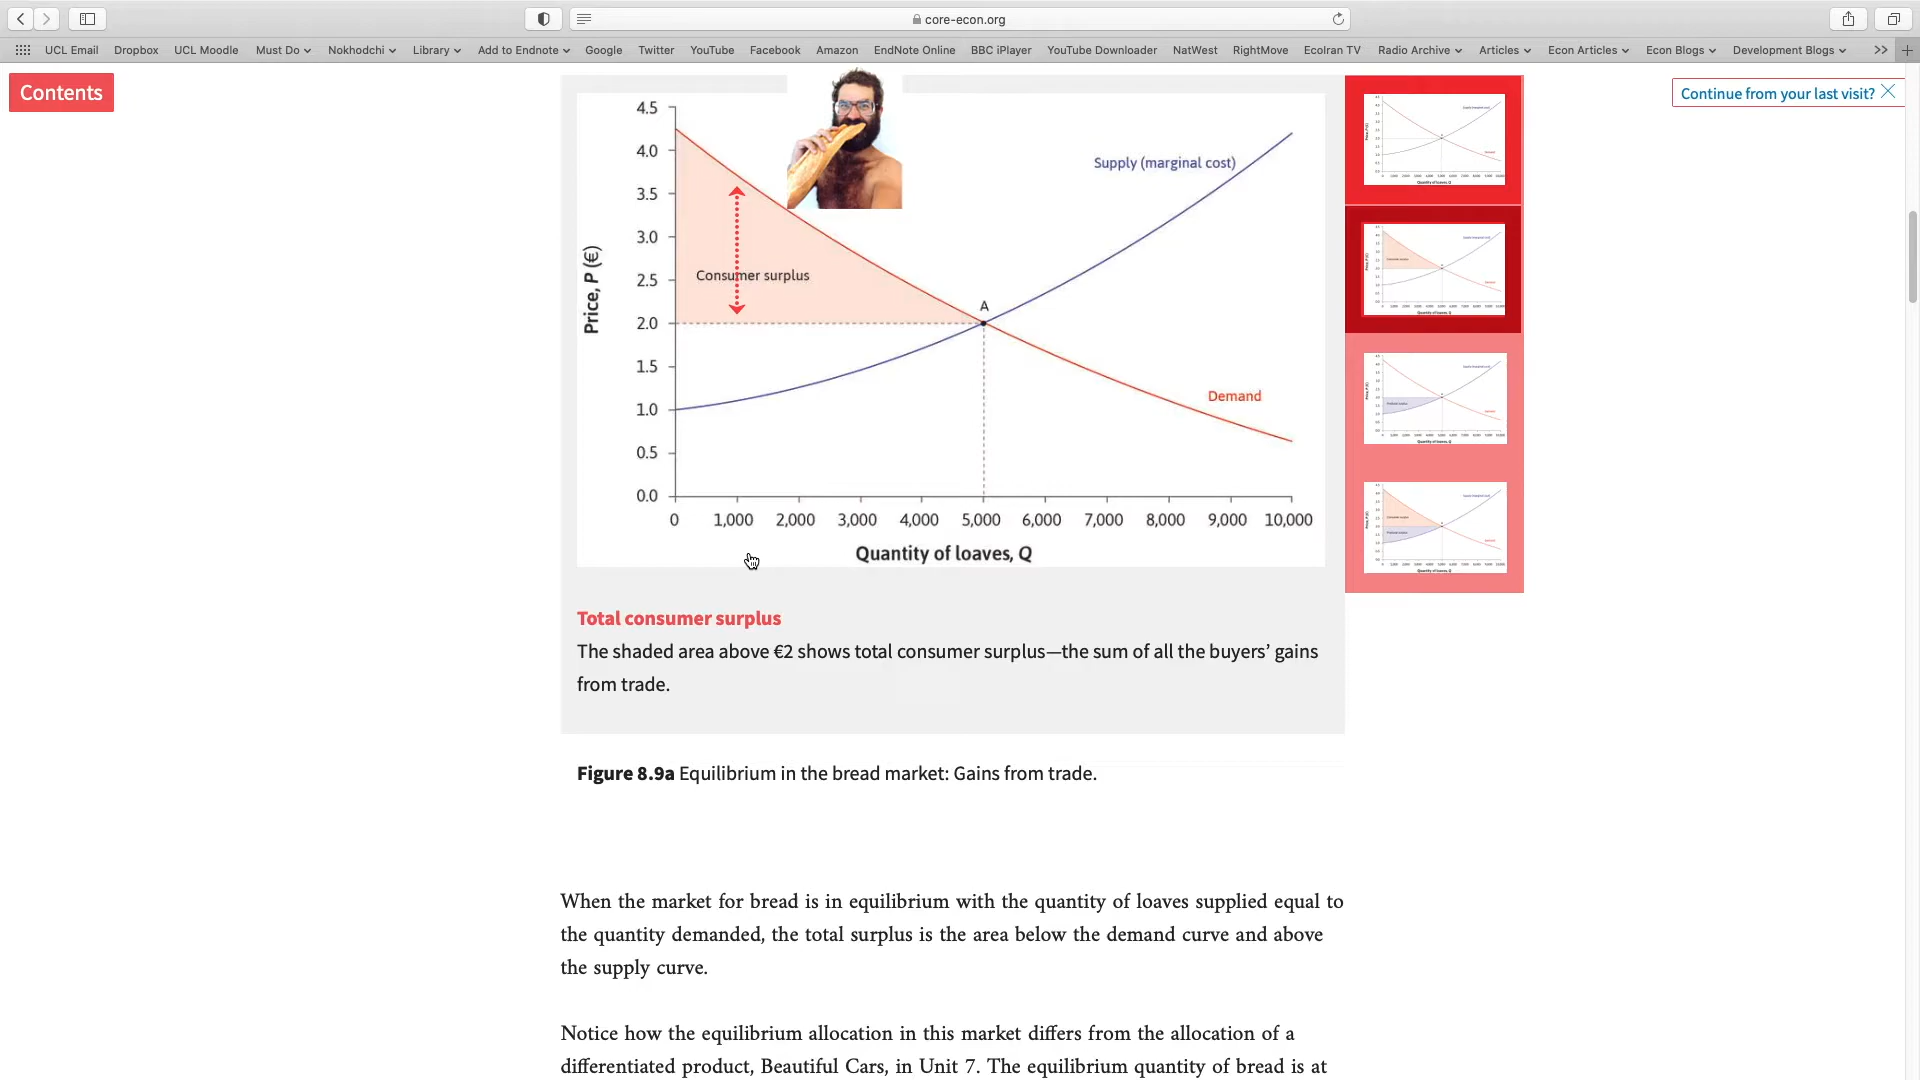 core-econ.org
UCL Email Dropbox UCL Moodle Must Do Nokhodchi Library Add to Endnote Google Twitter YouTube Facebook Amazon EndNote Online BBC iPlayer YouTube Downloader NatWest RightMove EcoIran TV Radio Archive Articles Econ Articles Econ Blogs Development Blogs
Contents
Continue from your last visit?
4.5
4.0
3.5
3.0
2.5
2.0
1.5
1.0
0.5
0.0
Price, P (€)
Supply (marginal cost)
Consumer surplus
A
Demand
0 1,000 2,000 3,000 4,000 5,000 6,000 7,000 8,000 9,000 10,000
Quantity of loaves, Q
Total consumer surplus
The shaded area above €2 shows total consumer surplus—the sum of all the buyers’ gains
from trade.
Figure 8.9a Equilibrium in the bread market: Gains from trade.
When the market for bread is in equilibrium with the quantity of loaves supplied equal to
the quantity demanded, the total surplus is the area below the demand curve and above
the supply curve.
Notice how the equilibrium allocation in this market differs from the allocation of a
differentiated product, Beautiful Cars, in Unit 7. The equilibrium quantity of bread is at